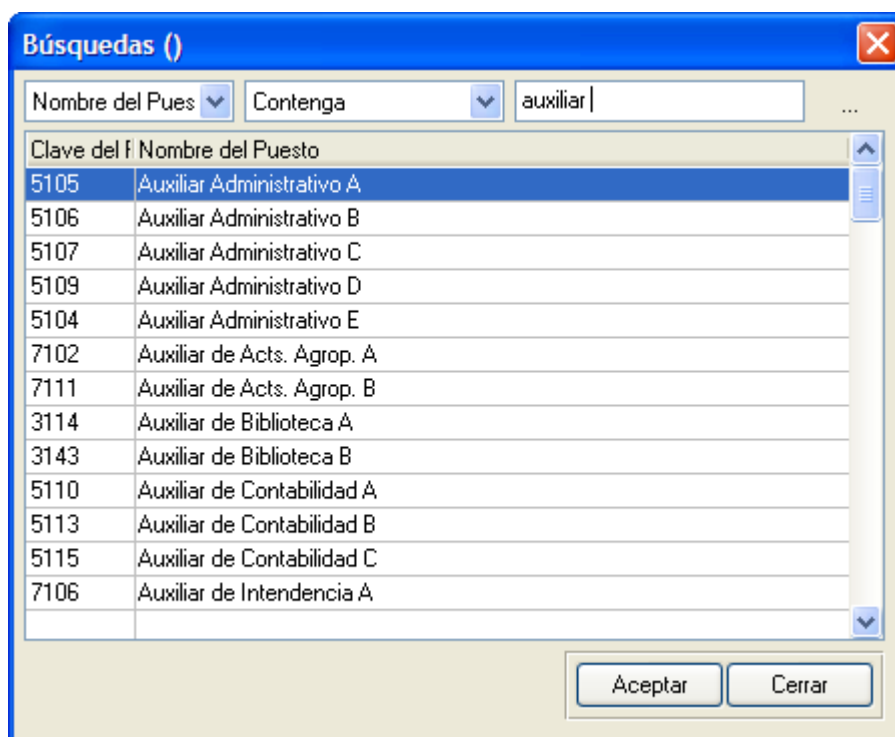 Búsquedas ()
Nombre del Pues Contenga auxiliar ...
Clave del F Nombre del Puesto
5105 Auxiliar Administrativo A
5106 Auxiliar Administrativo B
5107 Auxiliar Administrativo C
5109 Auxiliar Administrativo D
5104 Auxiliar Administrativo E
7102 Auxiliar de Acts. Agrop. A
7111 Auxiliar de Acts. Agrop. B
3114 Auxiliar de Biblioteca A
3143 Auxiliar de Biblioteca B
5110 Auxiliar de Contabilidad A
5113 Auxiliar de Contabilidad B
5115 Auxiliar de Contabilidad C
7106 Auxiliar de Intendencia A
Aceptar Cerrar